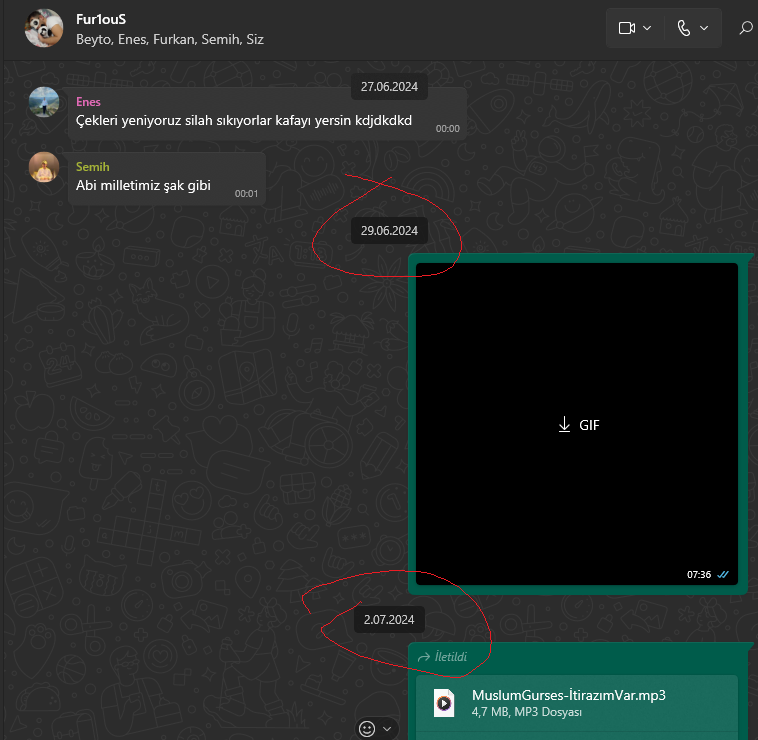 Fur1ouS
Beyto, Enes, Furkan, Semih, Siz
27.06.2024
Enes
Çekleri yeniyoruz silah sıkıyorlar kafayı yersin kdjdkdkd
00:00
Semih
Abi milletimiz şak gibi
00:01
29.06.2024
GIF
07:36
2.07.2024
İletildi
MuslumGurses-İtirazımVar.mp3
4,7 MB, MP3 Dosyası